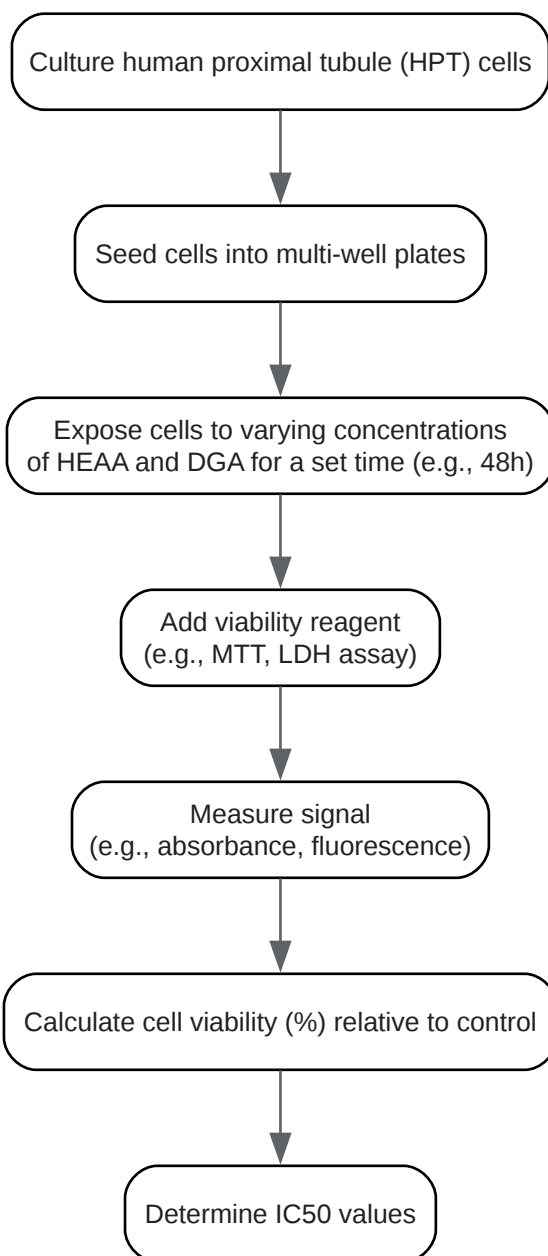 Culture human proximal tubule (HPT) cells
Seed cells into multi-well plates
Expose cells to varying concentrations
of HEAA and DGA for a set time (e.g., 48h)
Add viability reagent
(e.g., MTT, LDH assay)
Measure signal
(e.g., absorbance, fluorescence)
Calculate cell viability (%) relative to control
Determine IC50 values